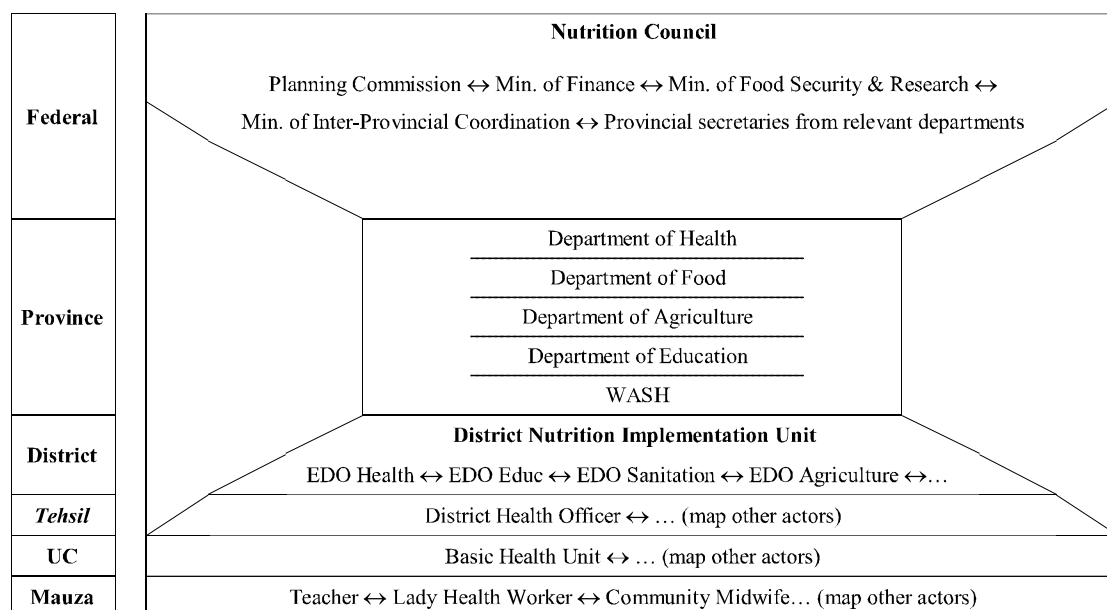 Nutrition Council
Federal
Planning Commission ↔ Min. of Finance ↔ Min. of Food Security & Research ↔
Min. of Inter-Provincial Coordination ↔ Provincial secretaries from relevant departments
Province
Department of Health
Department of Food
Department of Agriculture
Department of Education
WASH
District
District Nutrition Implementation Unit
EDO Health ↔ EDO Educ ↔ EDO Sanitation ↔ EDO Agriculture ↔…
Tehsil
District Health Officer ↔ … (map other actors)
UC
Basic Health Unit ↔ … (map other actors)
Mauza
Teacher ↔ Lady Health Worker ↔ Community Midwife… (map other actors)